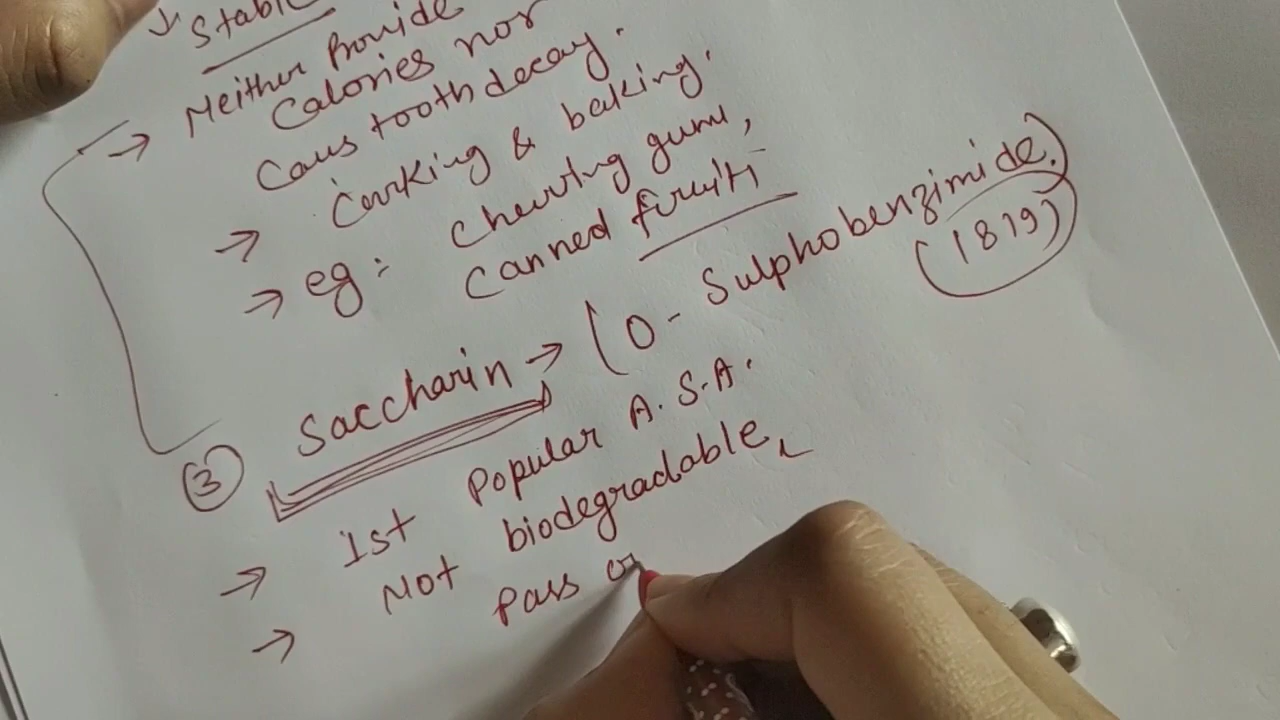 Stable
→ Neither Provide
Calories nor
Caus tooth decay.
→ Cooking & baking.
→ eg: Chewing gum,
Canned fruits
③ Saccharin → (O-Sulphobenzimide.)
(1879)
→ 1st Popular A.S.A.
→ Not biodegradable,
Pass